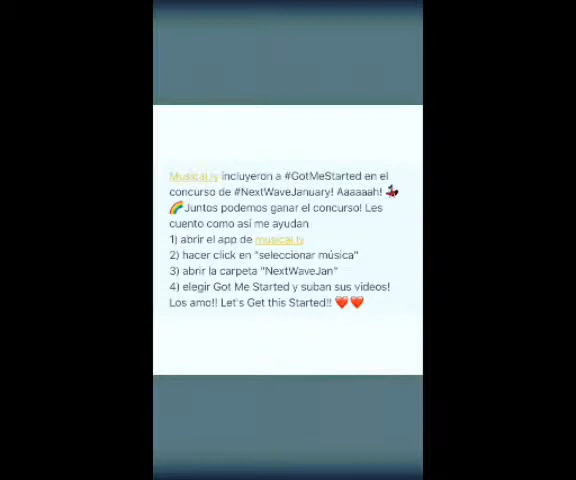 Musical.ly incluyeron a #GotMeStarted en el
concurso de #NextWaveJanuary! Aaaaaah! 💃
🌈Juntos podemos ganar el concurso! Les
cuento como así me ayudan
1) abrir el app de musical.ly
2) hacer click en "seleccionar música"
3) abrir la carpeta "NextWaveJan"
4) elegir Got Me Started y suban sus videos!
Los amo!! Let's Get this Started!! ❤️❤️